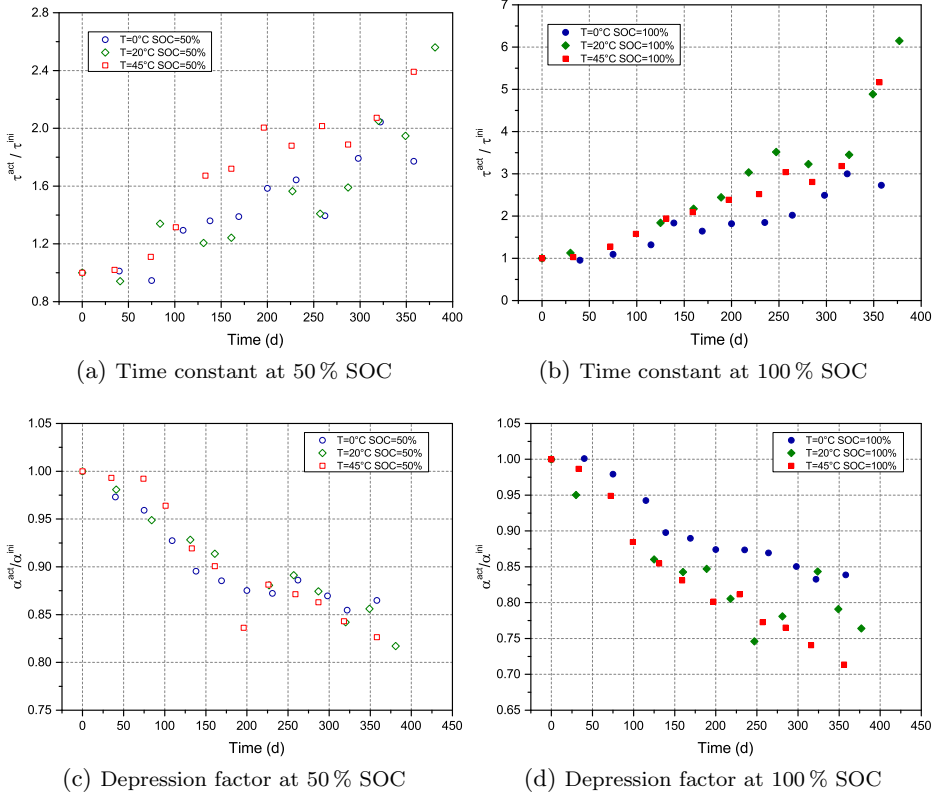 T=0°C SOC=50%
T=20°C SOC=50%
T=45°C SOC=50%
2.8
2.4
2.0
1.6
1.2
0.8
τ^act / τ^ini
0 50 100 150 200 250 300 350 400
Time (d)
(a) Time constant at 50 % SOC
T=0°C SOC=100%
T=20°C SOC=100%
T=45°C SOC=100%
7
6
5
4
3
2
1
0
τ^act / τ^ini
0 50 100 150 200 250 300 350 400
Time (d)
(b) Time constant at 100 % SOC
T=0°C SOC=50%
T=20°C SOC=50%
T=45°C SOC=50%
1.05
1.00
0.95
0.90
0.85
0.80
0.75
α^act/α^ini
0 50 100 150 200 250 300 350 400 450
Time (d)
(c) Depression factor at 50 % SOC
T=0°C SOC=100%
T=20°C SOC=100%
T=45°C SOC=100%
1.05
1.00
0.95
0.90
0.85
0.80
0.75
0.70
0.65
α^act/α^ini
0 50 100 150 200 250 300 350 400 450
Time (d)
(d) Depression factor at 100 % SOC